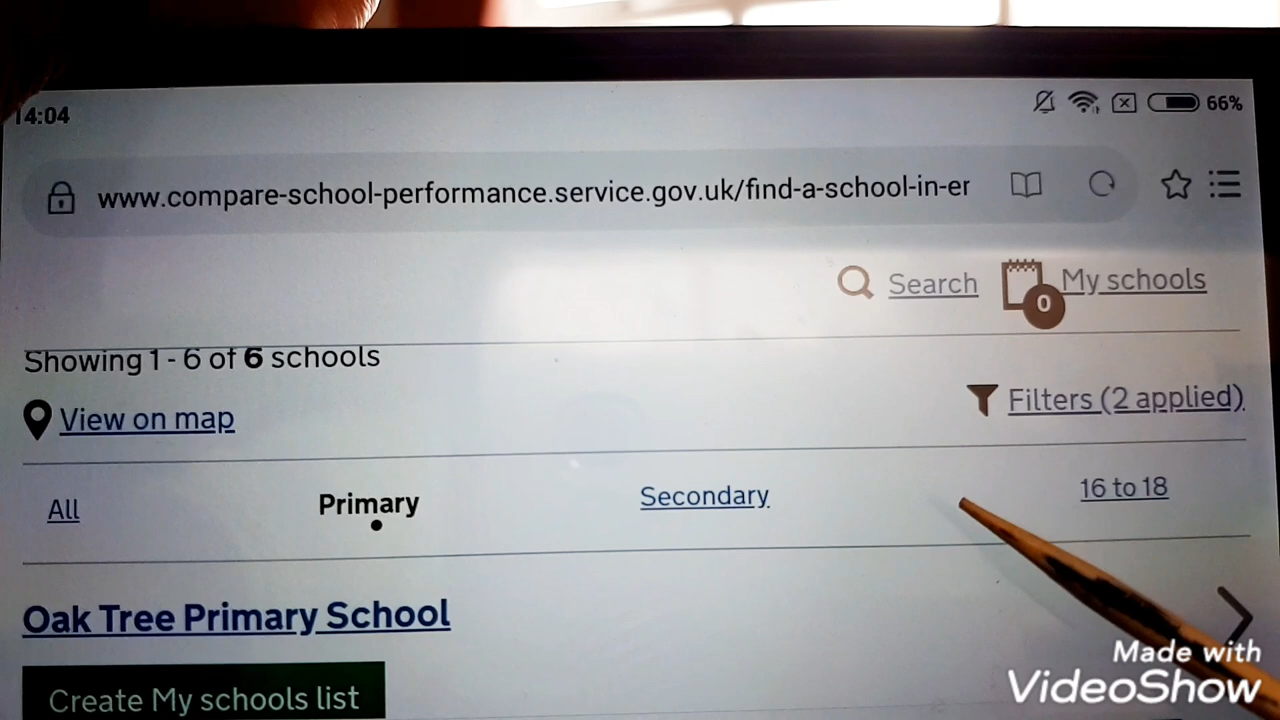 14:04
66%
www.compare-school-performance.service.gov.uk/find-a-school-in-er
Search
My schools
0
Showing 1 - 6 of 6 schools
View on map
Filters (2 applied)
All
Primary
Secondary
16 to 18
Oak Tree Primary School
Create My schools list
Made with
VideoShow